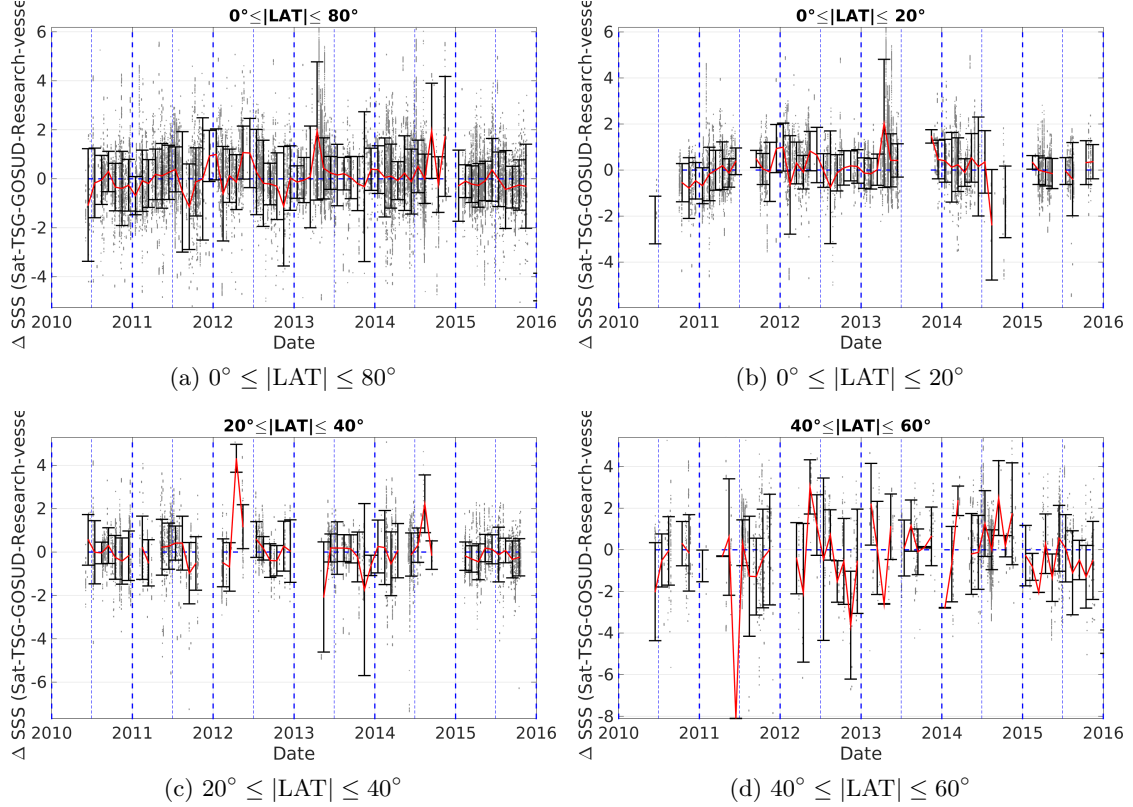 0°≤|LAT|≤ 80°
Δ SSS (Sat-TSG-GOSUD-Research-vesse
6
4
2
0
-2
-4
2010 2011 2012 2013 2014 2015 2016
Date
(a) 0° ≤ |LAT| ≤ 80°
0°≤|LAT|≤ 20°
Δ SSS (Sat-TSG-GOSUD-Research-vesse
6
4
2
0
-2
-4
2010 2011 2012 2013 2014 2015 2016
Date
(b) 0° ≤ |LAT| ≤ 20°
20°≤|LAT|≤ 40°
Δ SSS (Sat-TSG-GOSUD-Research-vesse
4
2
0
-2
-4
-6
2010 2011 2012 2013 2014 2015 2016
Date
(c) 20° ≤ |LAT| ≤ 40°
40°≤|LAT|≤ 60°
Δ SSS (Sat-TSG-GOSUD-Research-vesse
4
2
0
-2
-4
-6
-8
2010 2011 2012 2013 2014 2015 2016
Date
(d) 40° ≤ |LAT| ≤ 60°